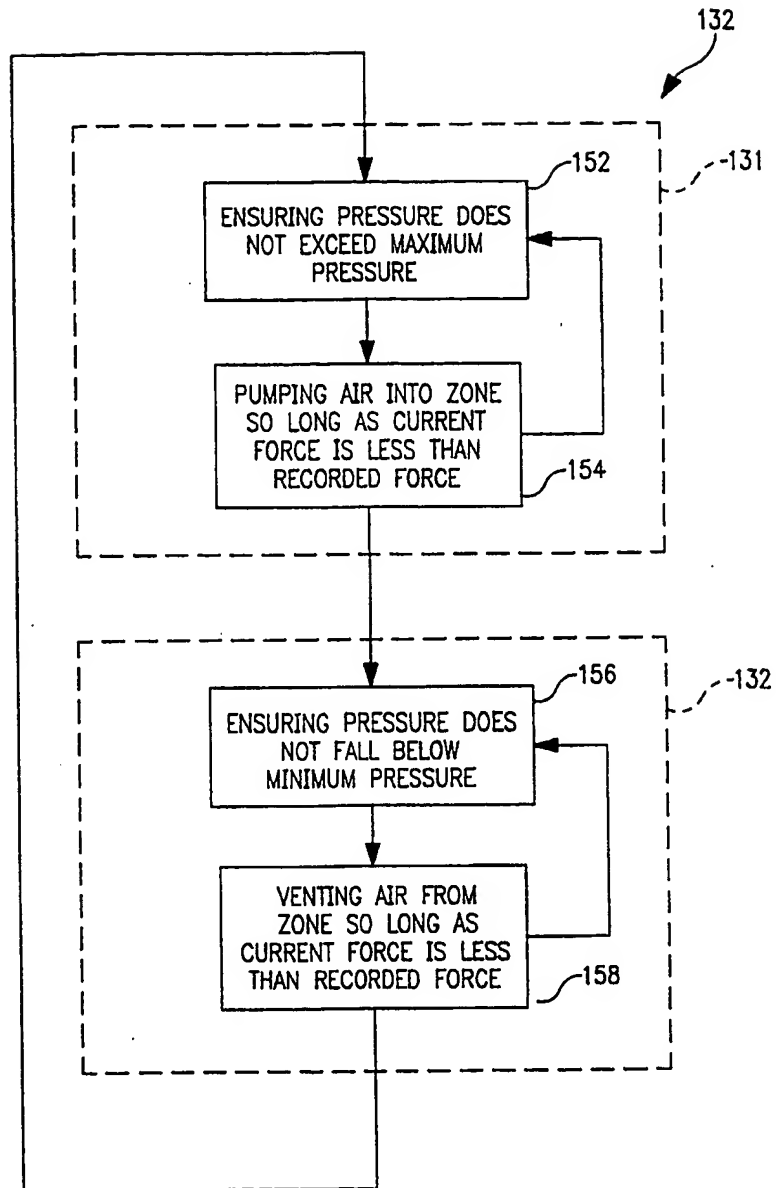 132
131
152
ENSURING PRESSURE DOES
NOT EXCEED MAXIMUM
PRESSURE
PUMPING AIR INTO ZONE
SO LONG AS CURRENT
FORCE IS LESS THAN
RECORDED FORCE
154
156
132
ENSURING PRESSURE DOES
NOT FALL BELOW
MINIMUM PRESSURE
VENTING AIR FROM
ZONE SO LONG AS
CURRENT FORCE IS LESS
THAN RECORDED FORCE
158